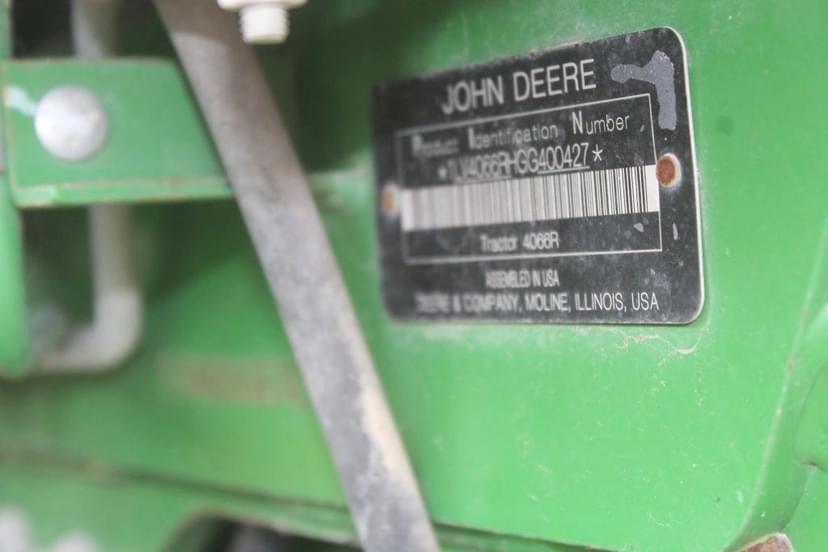 JOHN DEERE
Product Identification Number
*1LV4066RHGG400427*
Tractor 4066R
ASSEMBLED IN USA
DEERE & COMPANY, MOLINE, ILLINOIS, USA